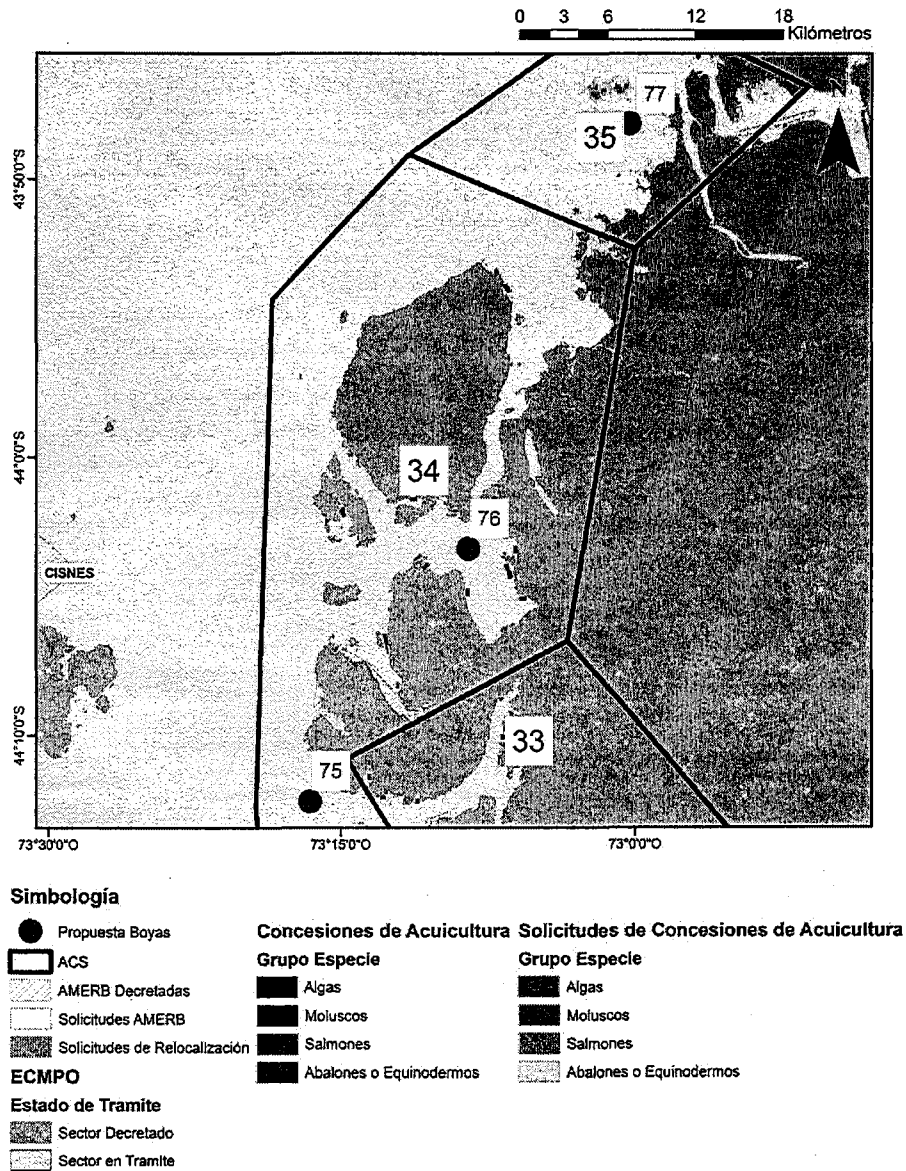 0 3 6 12 18
Kilómetros
77
35
N
43°50'0"S
34
44°0'0"S
76
CISNES
33
44°10'0"S
75
73°30'0"O 73°15'0"O 73°0'0"O
Simbología
Propuesta Boyas
ACS
AMERB Decretadas
Solicitudes AMERB
Solicitudes de Relocalización
ECMPO
Estado de Tramite
Sector Decretado
Sector en Tramite
Concesiones de Acuicultura
Grupo Especie
Algas
Moluscos
Salmones
Abalones o Equinodermos
Solicitudes de Concesiones de Acuicultura
Grupo Especie
Algas
Moluscos
Salmones
Abalones o Equinodermos